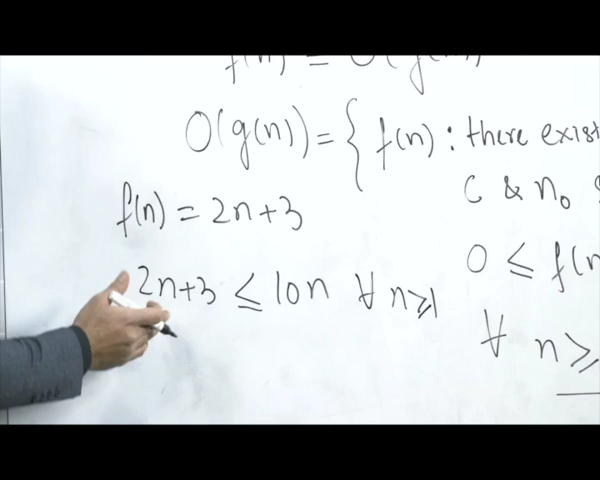 f(n) = O(g(n))
O(g(n)) = { f(n) : there exist
c & n₀
f(n) = 2n+3
0 ≤ f(n
2n+3 ≤ 10n ∀ n≥1
∀ n ≥